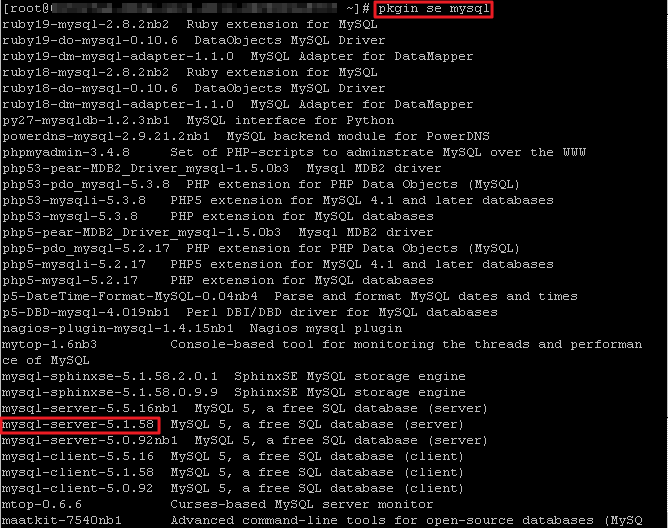 [root@ ~]# pkgin se mysql
ruby19-mysql-2.8.2nb2  Ruby extension for MySQL
ruby19-do-mysql-0.10.6  DataObjects MySQL Driver
ruby19-dm-mysql-adapter-1.1.0  MySQL Adapter for DataMapper
ruby18-mysql-2.8.2nb2  Ruby extension for MySQL
ruby18-do-mysql-0.10.6  DataObjects MySQL Driver
ruby18-dm-mysql-adapter-1.1.0  MySQL Adapter for DataMapper
py27-mysqldb-1.2.3nb1  MySQL interface for Python
powerdns-mysql-2.9.21.2nb1  MySQL backend module for PowerDNS
phpmyadmin-3.4.8     Set of PHP-scripts to adminstrate MySQL over the WWW
php53-pear-MDB2_Driver_mysql-1.5.0b3  Mysql MDB2 driver
php53-pdo_mysql-5.3.8  PHP extension for PHP Data Objects (MySQL)
php53-mysqli-5.3.8   PHP5 extension for MySQL 4.1 and later databases
php53-mysql-5.3.8    PHP extension for MySQL databases
php5-pear-MDB2_Driver_mysql-1.5.0b3  Mysql MDB2 driver
php5-pdo_mysql-5.2.17  PHP extension for PHP Data Objects (MySQL)
php5-mysqli-5.2.17   PHP5 extension for MySQL 4.1 and later databases
php5-mysql-5.2.17    PHP extension for MySQL databases
p5-DateTime-Format-MySQL-0.04nb4  Parse and format MySQL dates and times
p5-DBD-mysql-4.019nb1  Perl DBI/DBD driver for MySQL databases
nagios-plugin-mysql-1.4.15nb1  Nagios mysql plugin
mytop-1.6nb3         Console-based tool for monitoring the threads and performan
ce of MySQL
mysql-sphinxse-5.1.58.2.0.1  SphinxSE MySQL storage engine
mysql-sphinxse-5.1.58.0.9.9  SphinxSE MySQL storage engine
mysql-server-5.5.16nb1  MySQL 5, a free SQL database (server)
mysql-server-5.1.58  MySQL 5, a free SQL database (server)
mysql-server-5.0.92nb1  MySQL 5, a free SQL database (server)
mysql-client-5.5.16  MySQL 5, a free SQL database (client)
mysql-client-5.1.58  MySQL 5, a free SQL database (client)
mysql-client-5.0.92  MySQL 5, a free SQL database (client)
mtop-0.6.6           Curses-based MySQL server monitor
maatkit-7540nb1      Advanced command-line tools for open-source databases (MySQ